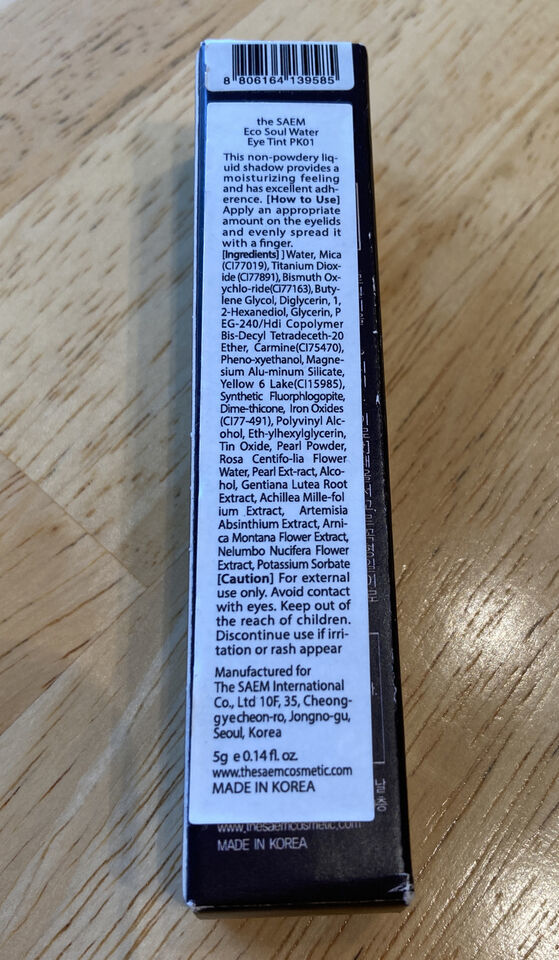 8 806164 139585
the SAEM
Eco Soul Water
Eye Tint PK01
This non-powdery liq-
uid shadow provides a
moisturizing feeling
and has excellent adh-
erence. [How to Use]
Apply an appropriate
amount on the eyelids
and evenly spread it
with a finger.
[Ingredients] ] Water, Mica
(CI77019), Titanium Diox-
ide (CI77891), Bismuth Ox-
ychlo-ride(CI77163), Buty-
lene Glycol, Diglycerin, 1,
2-Hexanediol, Glycerin, P
EG-240/Hdi Copolymer
Bis-Decyl Tetradeceth-20
Ether, Carmine(CI75470),
Pheno-xyethanol, Magne-
sium Alu-minum Silicate,
Yellow 6 Lake(CI15985),
Synthetic Fluorphlogopite,
Dime-thicone, Iron Oxides
(CI77-491), Polyvinyl Alc-
ohol, Eth-ylhexylglycerin,
Tin Oxide, Pearl Powder,
Rosa Centifo-lia Flower
Water, Pearl Ext-ract, Alco-
hol, Gentiana Lutea Root
Extract, Achillea Mille-fol
ium Extract, Artemisia
Absinthium Extract, Arni-
ca Montana Flower Extract,
Nelumbo Nucifera Flower
Extract, Potassium Sorbate
[Caution] For external
use only. Avoid contact
with eyes. Keep out of
the reach of children.
Discontinue use if irri-
tation or rash appear
Manufactured for
The SAEM International
Co., Ltd 10F, 35, Cheong-
gyecheon-ro, Jongno-gu,
Seoul, Korea
5g e 0.14 fl. oz.
www.thesaemcosmetic.com
MADE IN KOREA
www.thesaemcosmetic.com
MADE IN KOREA